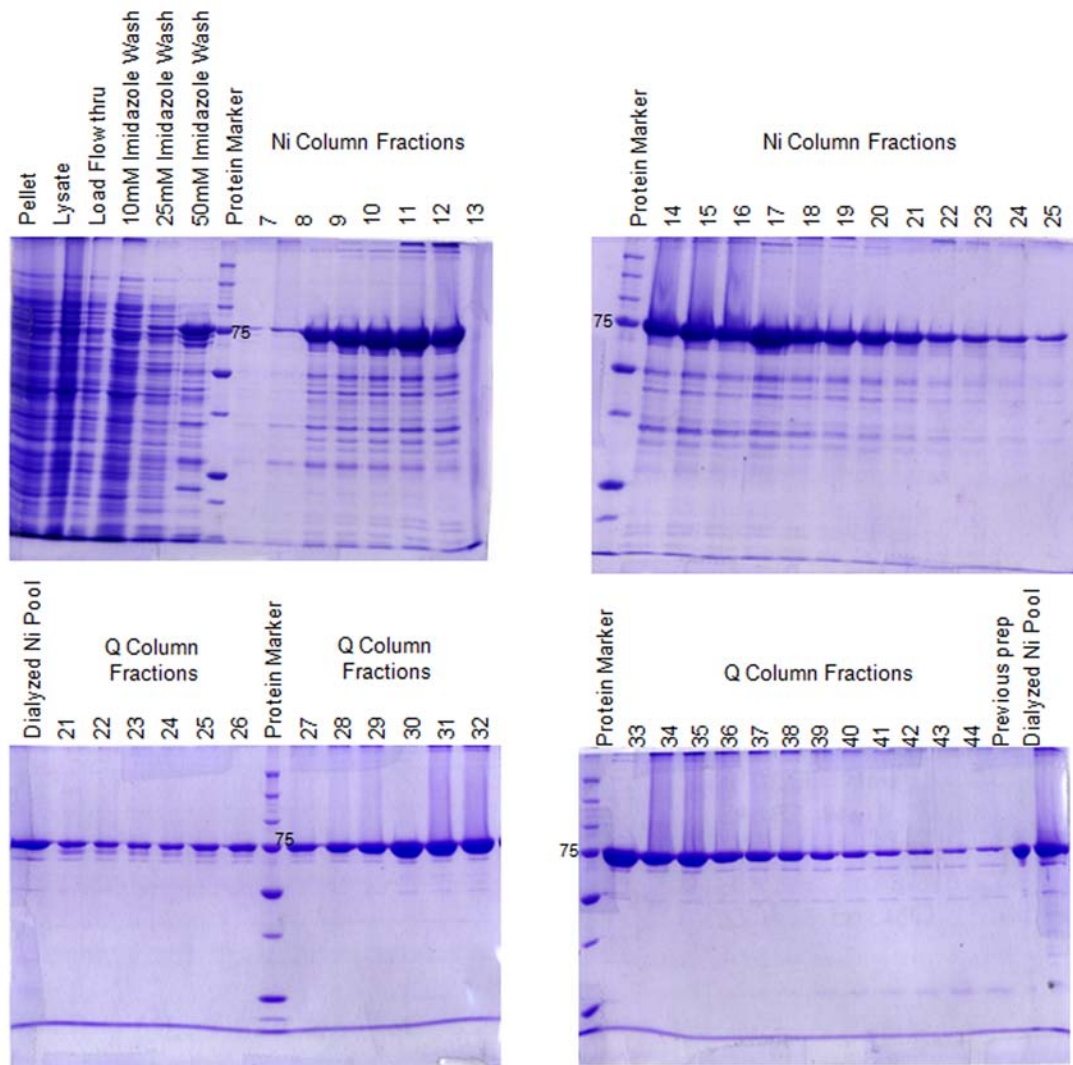 Pellet
Lysate
Load Flow thru
10mM Imidazole Wash
25mM Imidazole Wash
50mM Imidazole Wash
Protein Marker
Ni Column Fractions
7
8
9
10
11
12
13
75
Protein Marker
Ni Column Fractions
14
15
16
17
18
19
20
21
22
23
24
25
75
Dialyzed Ni Pool
Q Column
Fractions
21
22
23
24
25
26
Protein Marker
Q Column
Fractions
27
28
29
30
31
32
75
Protein Marker
Q Column Fractions
33
34
35
36
37
38
39
40
41
42
43
44
Previous prep
Dialyzed Ni Pool
75